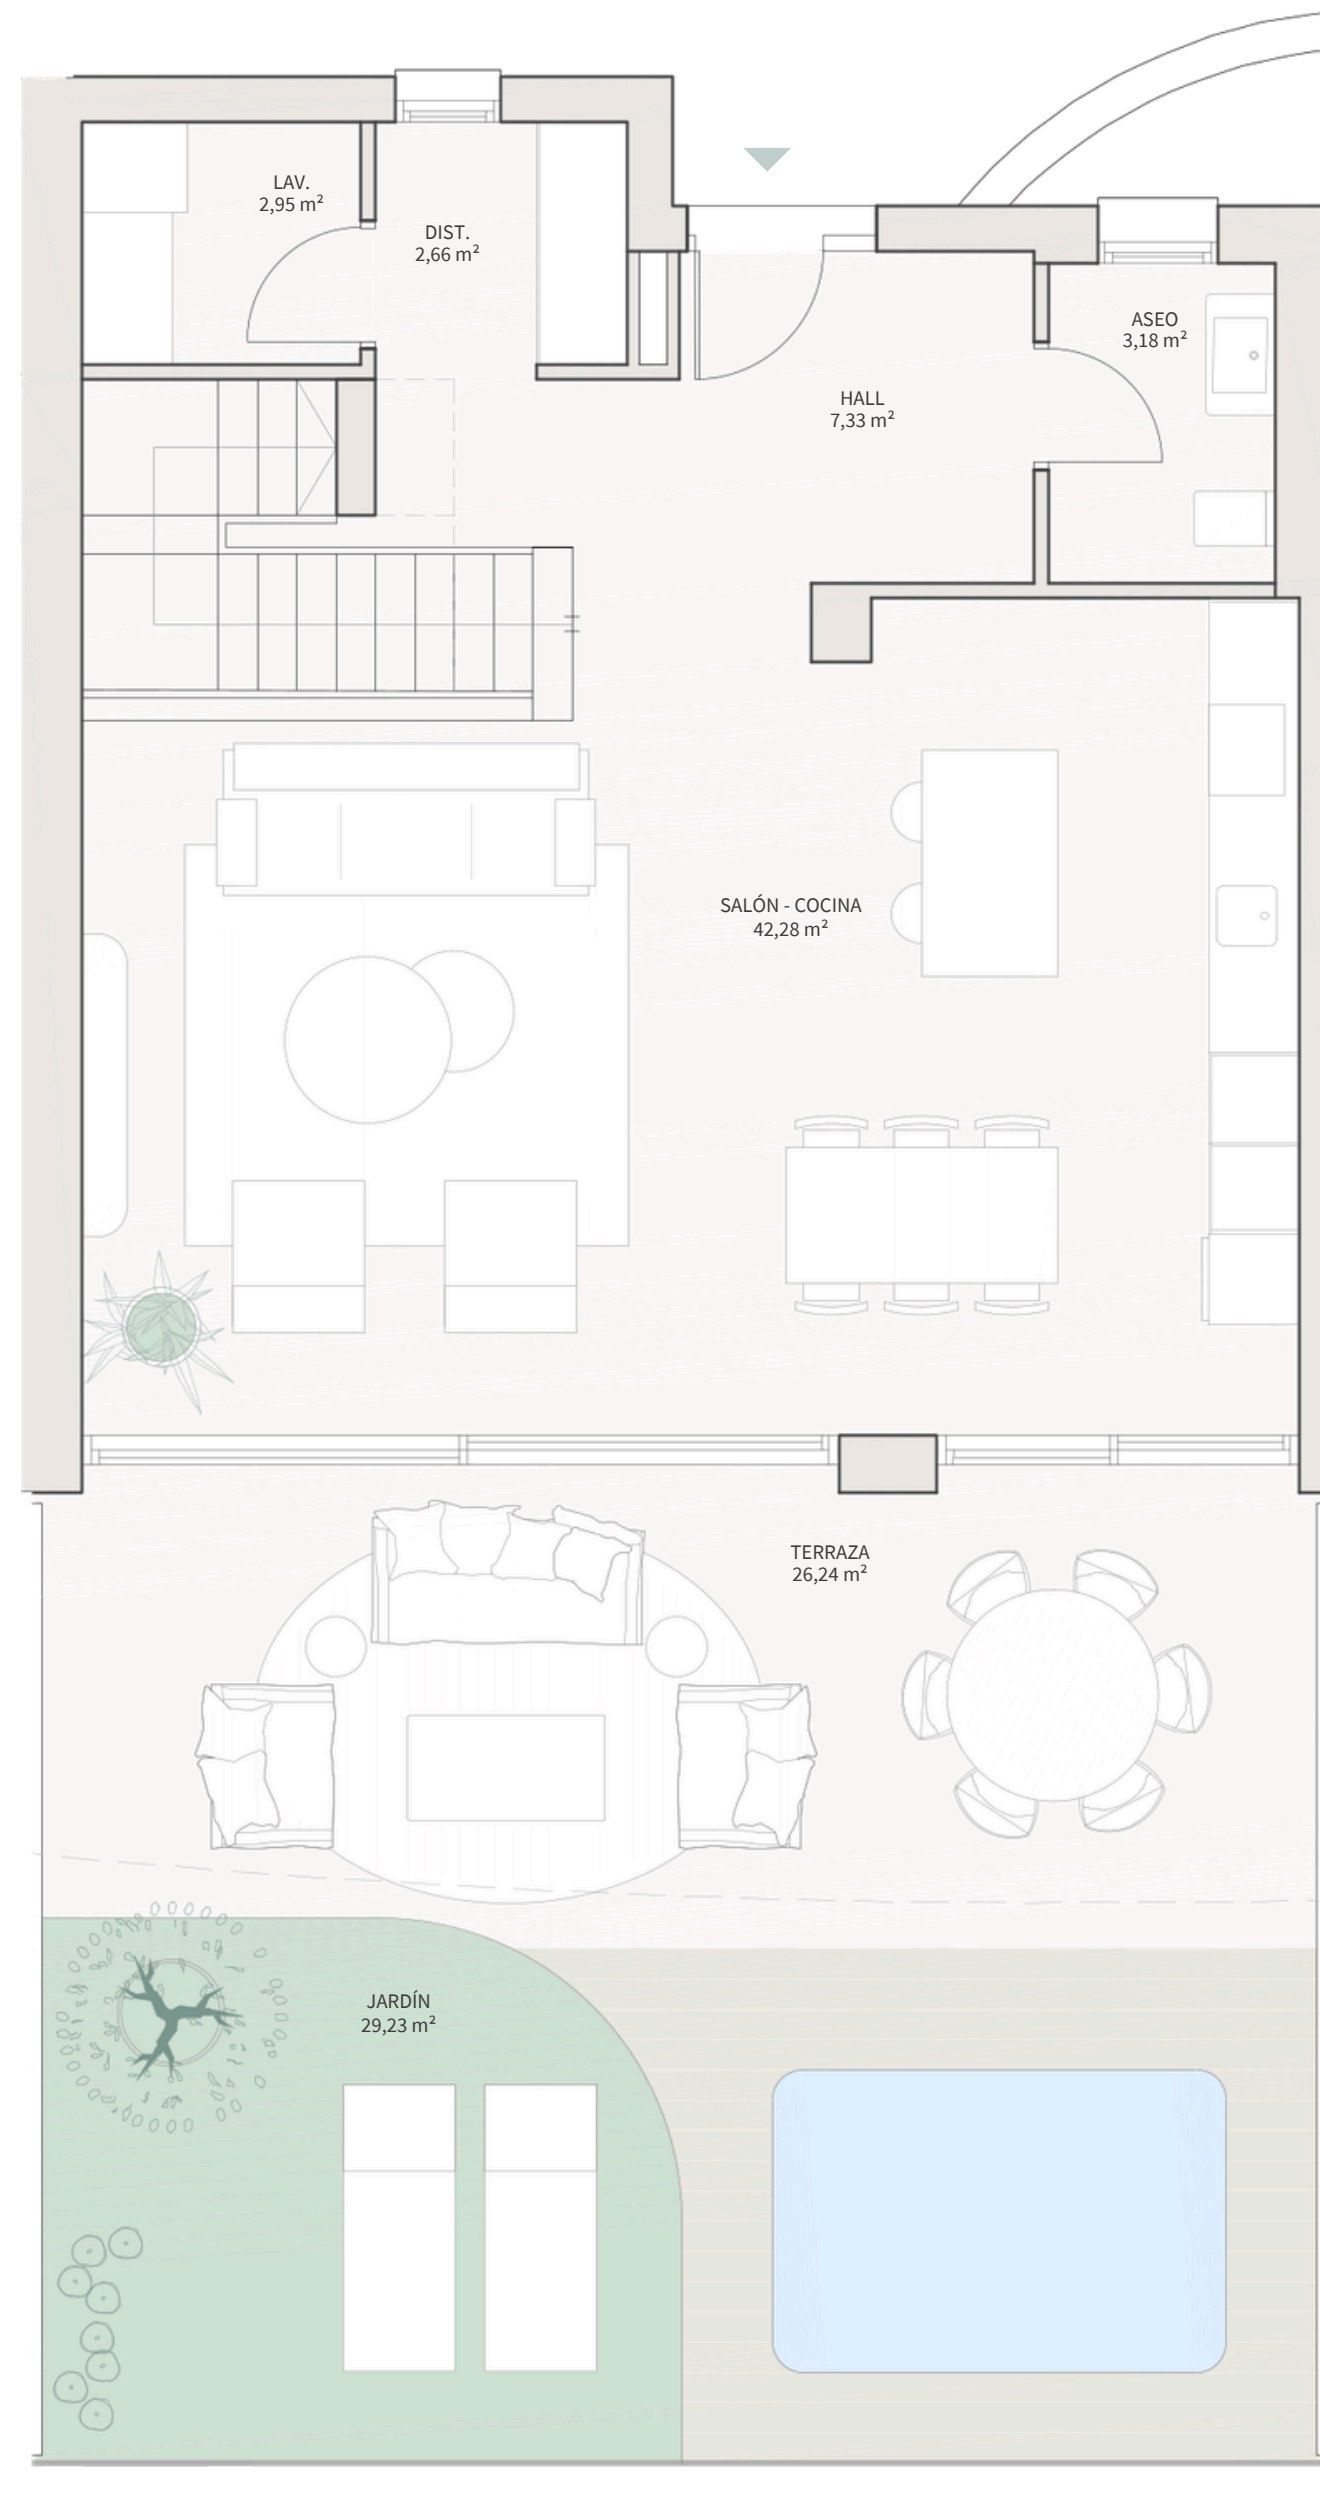 LAV.
2,95 m²
DIST.
2,66 m²
ASEO
3,18 m²
HALL
7,33 m²
SALÓN - COCINA
42,28 m²
TERRAZA
26,24 m²
JARDÍN
29,23 m²